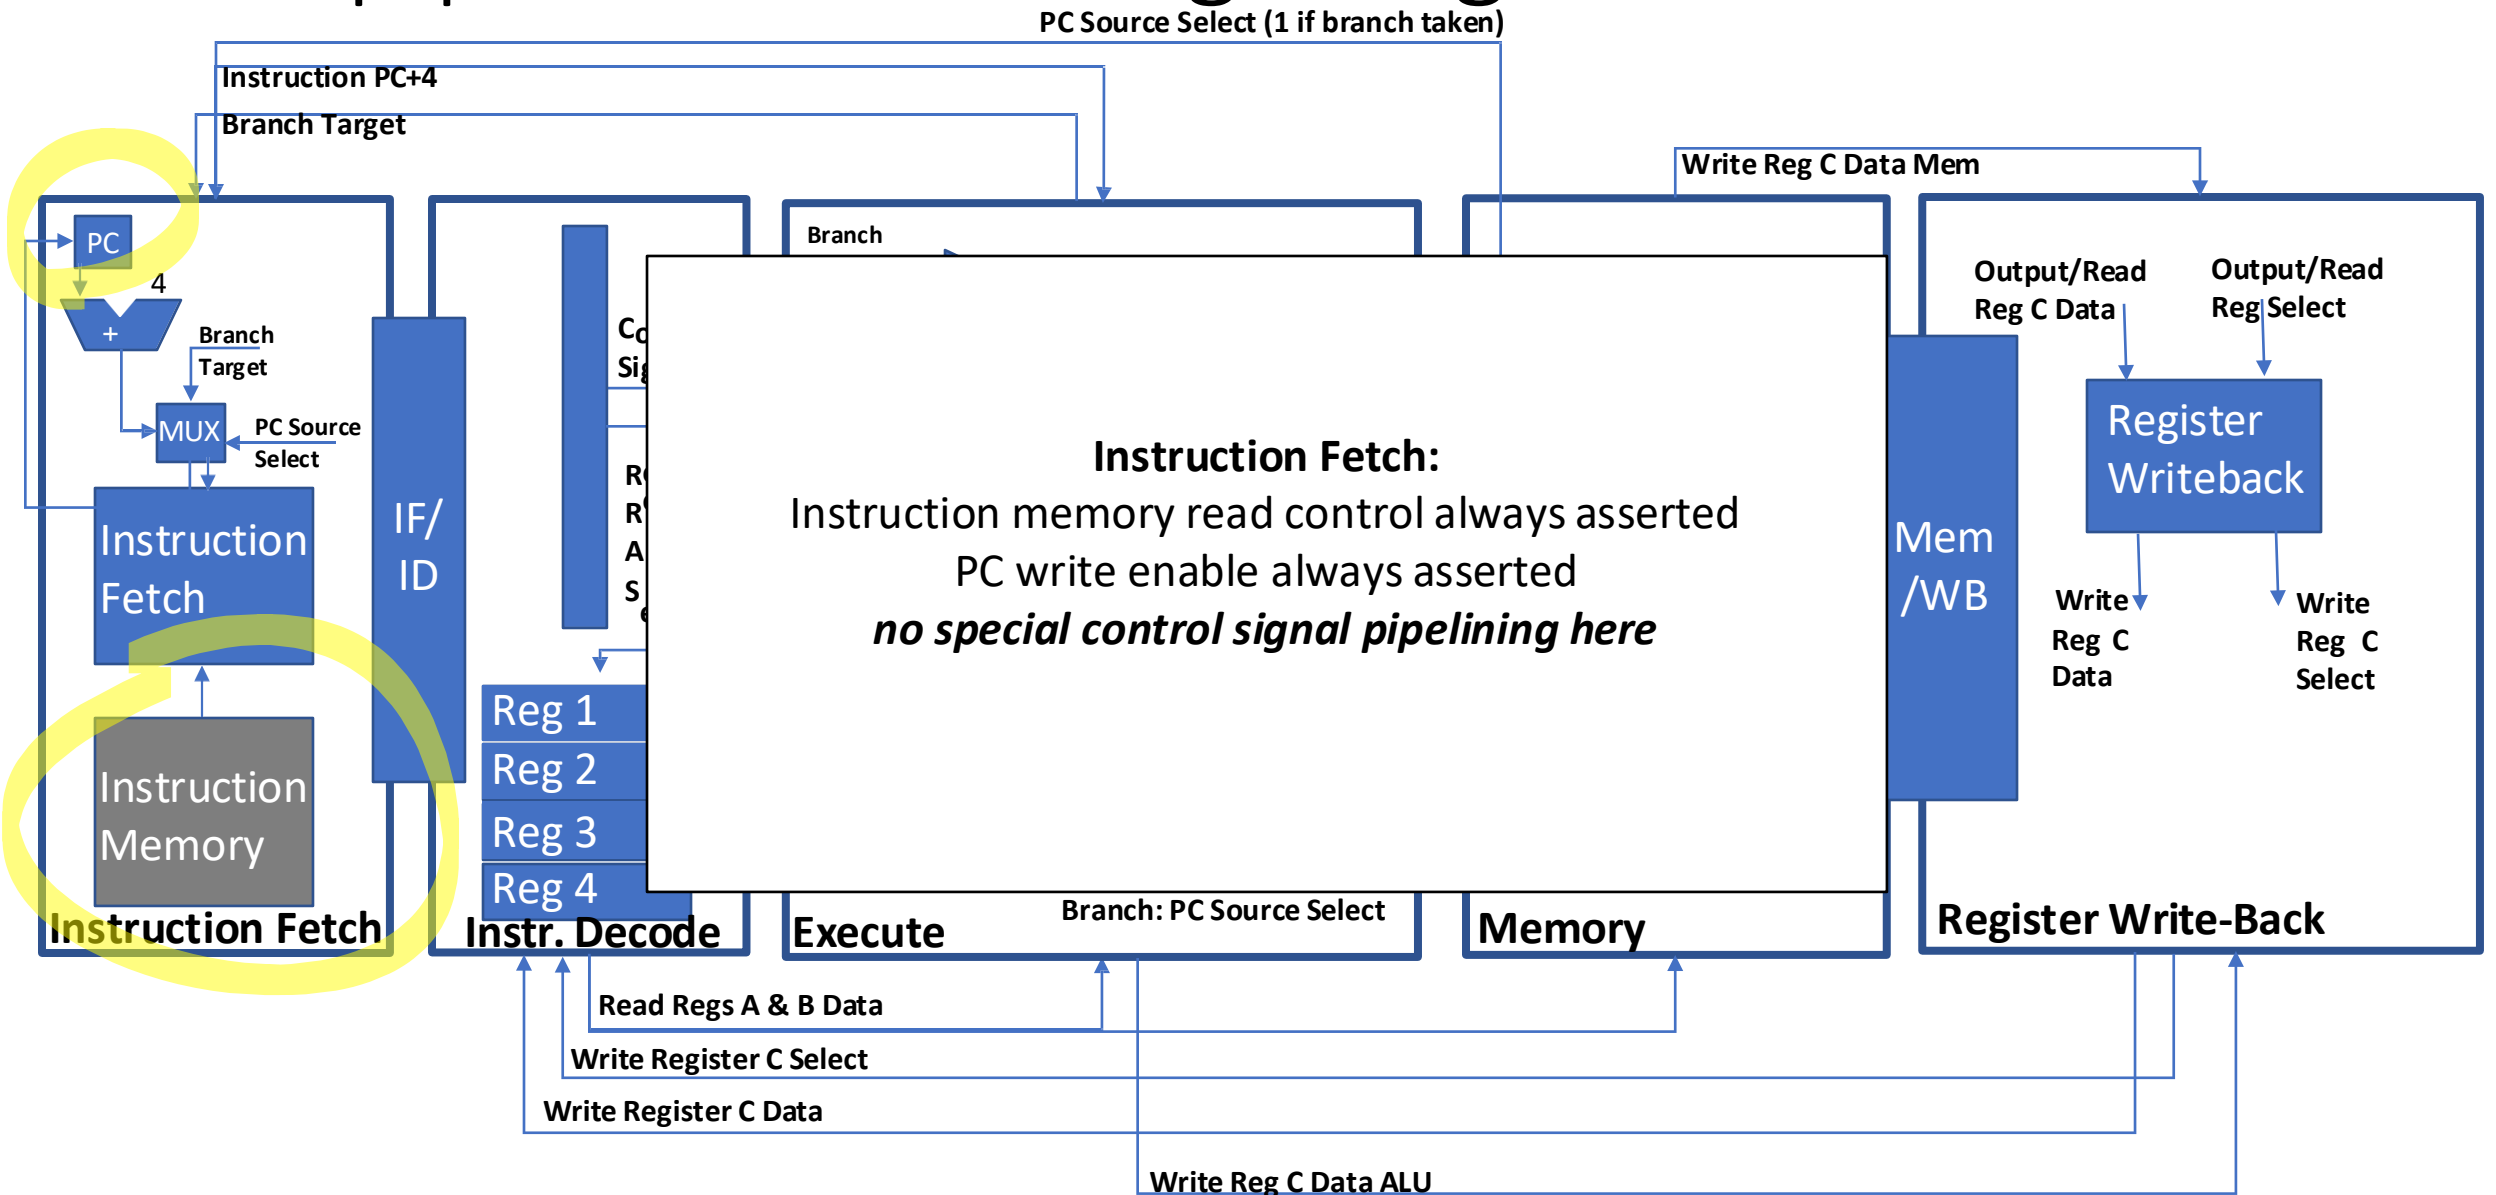 PC Source Select (1 if branch taken)
Instruction PC+4
Branch Target
Write Reg C Data Mem
PC
4
+
Branch
Target
MUX
PC Source
Select
Instruction
Fetch
Instruction
Memory
Instruction Fetch
IF/
ID
Reg 1
Reg 2
Reg 3
Reg 4
Instr. Decode
Branch
Instruction Fetch:
Instruction memory read control always asserted
PC write enable always asserted
no special control signal pipelining here
Branch: PC Source Select
Execute
Memory
Mem
/WB
Output/Read
Reg C Data
Output/Read
Reg Select
Register
Writeback
Write
Reg C
Data
Write
Reg C
Select
Register Write-Back
Read Regs A & B Data
Write Register C Select
Write Register C Data
Write Reg C Data ALU